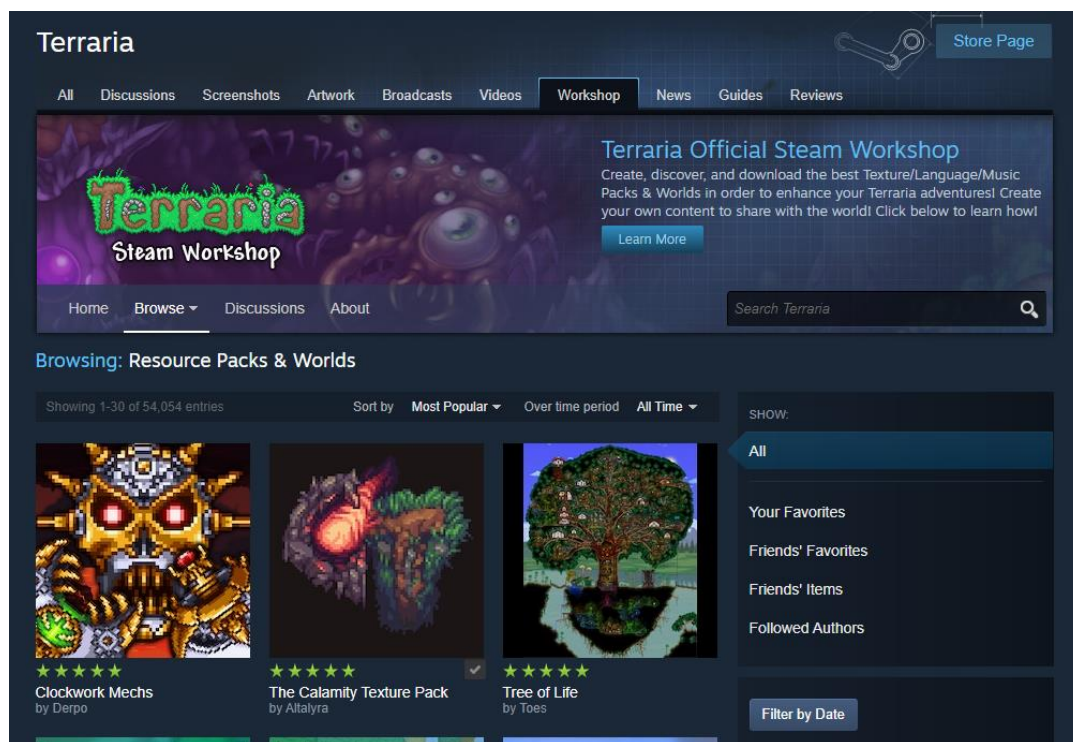 Terraria
Store Page
All Discussions Screenshots Artwork Broadcasts Videos Workshop News Guides Reviews
Terraria
Steam Workshop
Terraria Official Steam Workshop
Create, discover, and download the best Texture/Language/Music
Packs & Worlds in order to enhance your Terraria adventures! Create
your own content to share with the world! Click below to learn how!
Learn More
Home Browse Discussions About
Search Terraria
Browsing: Resource Packs & Worlds
Showing 1-30 of 54,054 entries
Sort by Most Popular Over time period All Time
SHOW:
All
Your Favorites
Friends' Favorites
Friends' Items
Followed Authors
Filter by Date
Clockwork Mechs
by Derpo
The Calamity Texture Pack
by Altalyra
Tree of Life
by Toes